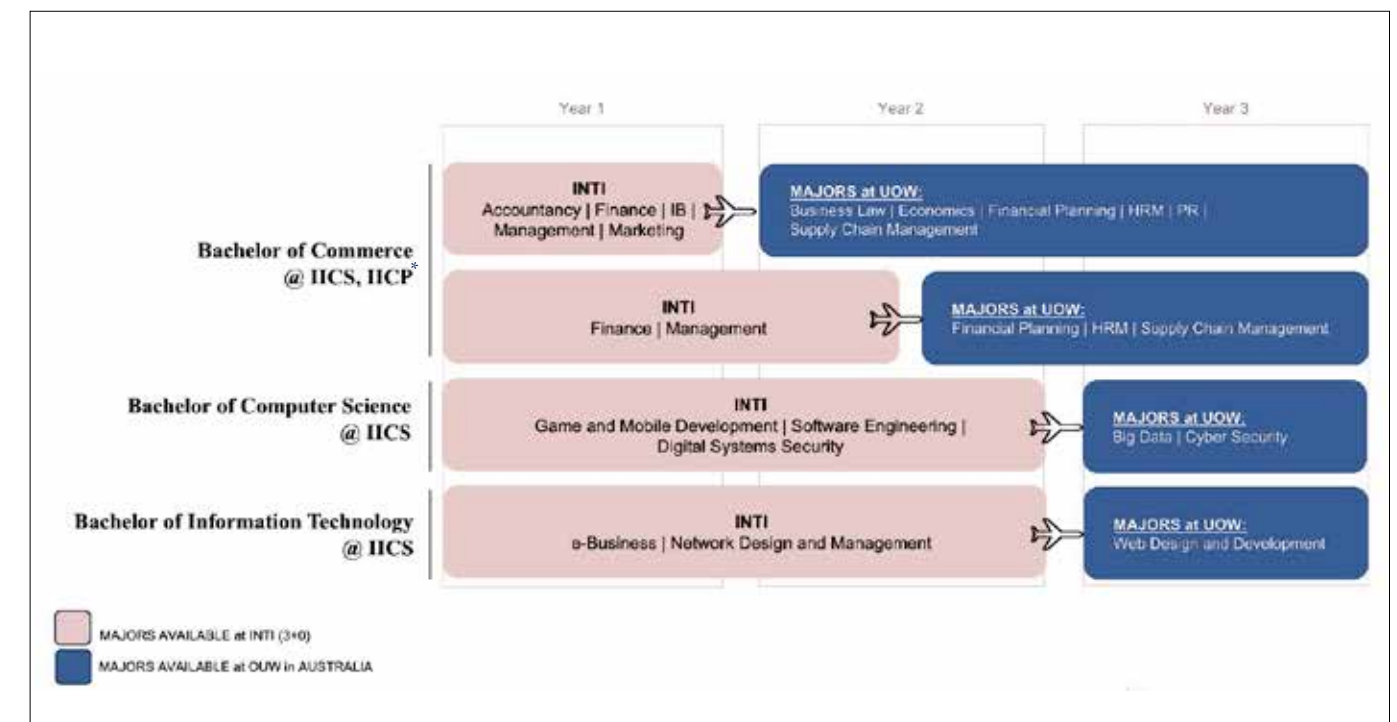 Year 1
Year 2
Year 3
Bachelor of Commerce
@ IICS, IICP*
INTI
Accountancy | Finance | IB |
Management | Marketing
MAJORS at UOW:
Business Law | Economics | Financial Planning | HRM | PR |
Supply Chain Management
INTI
Finance | Management
MAJORS at UOW:
Financial Planning | HRM | Supply Chain Management
Bachelor of Computer Science
@ IICS
INTI
Game and Mobile Development | Software Engineering |
Digital Systems Security
MAJORS at UOW:
Big Data | Cyber Security
Bachelor of Information Technology
@ IICS
INTI
e-Business | Network Design and Management
MAJORS at UOW:
Web Design and Development
MAJORS AVAILABLE at INTI (3+0)
MAJORS AVAILABLE at OUW in AUSTRALIA